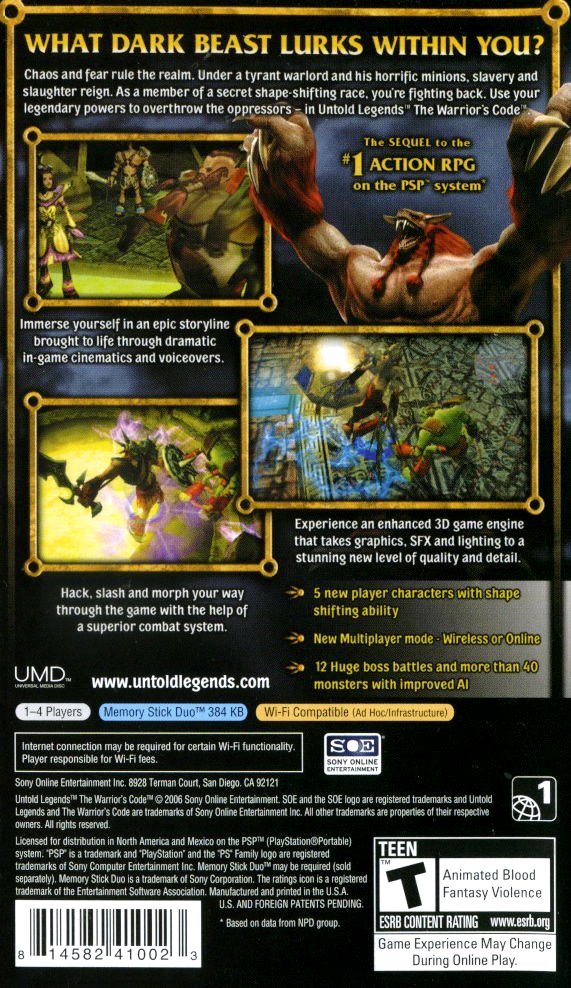 WHAT DARK BEAST LURKS WITHIN YOU?
Chaos and fear rule the realm. Under a tyrant warlord and his horrific minions, slavery and
slaughter reign. As a member of a secret shape-shifting race, you're fighting back. Use your
legendary powers to overthrow the oppressors – in Untold Legends™ The Warrior's Code™.
The SEQUEL to the
#1 ACTION RPG
on the PSP™ system*
Immerse yourself in an epic storyline
brought to life through dramatic
in-game cinematics and voiceovers.
Experience an enhanced 3D game engine
that takes graphics, SFX and lighting to a
stunning new level of quality and detail.
Hack, slash and morph your way
through the game with the help of
a superior combat system.
5 new player characters with shape
shifting ability
New Multiplayer mode - Wireless or Online
12 Huge boss battles and more than 40
monsters with improved AI
UMD™
UNIVERSAL MEDIA DISC
www.untoldlegends.com
1–4 Players
Memory Stick Duo™ 384 KB
Wi-Fi Compatible (Ad Hoc/Infrastructure)
Internet connection may be required for certain Wi-Fi functionality.
Player responsible for Wi-Fi fees.
SOE®
SONY ONLINE
ENTERTAINMENT
1
Sony Online Entertainment Inc. 8928 Terman Court, San Diego. CA 92121
Untold Legends™ The Warrior's Code™ © 2006 Sony Online Entertainment. SOE and the SOE logo are registered trademarks and Untold
Legends and The Warrior's Code are trademarks of Sony Online Entertainment Inc. All other trademarks are properties of their respective
owners. All rights reserved.
Licensed for distribution in North America and Mexico on the PSP™ (PlayStation®Portable)
system. "PSP" is a trademark and "PlayStation" and the "PS" Family logo are registered
trademarks of Sony Computer Entertainment Inc. Memory Stick Duo™ may be required (sold
separately). Memory Stick Duo is a trademark of Sony Corporation. The ratings icon is a registered
trademark of the Entertainment Software Association. Manufactured and printed in the U.S.A.
U.S. AND FOREIGN PATENTS PENDING.
* Based on data from NPD group.
8 14582 41002 3
TEEN
T™
Animated Blood
Fantasy Violence
ESRB CONTENT RATING www.esrb.org
Game Experience May Change
During Online Play.